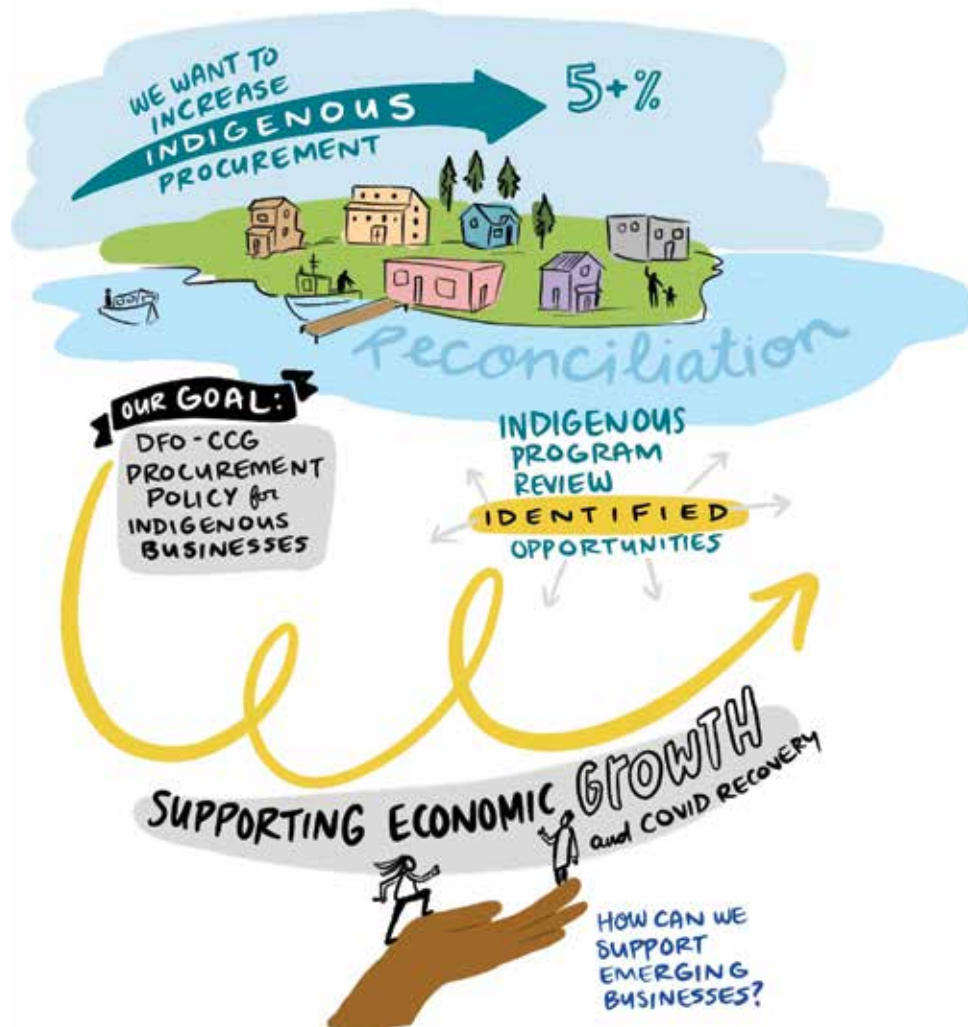 WE WANT TO
INCREASE
INDIGENOUS
PROCUREMENT
5+%
Reconciliation
OUR GOAL:
DFO-CCG
PROCUREMENT
POLICY for
INDIGENOUS
BUSINESSES
INDIGENOUS
PROGRAM
REVIEW
IDENTIFIED
OPPORTUNITIES
SUPPORTING ECONOMIC GROWTH
and COVID RECOVERY
HOW CAN WE
SUPPORT
EMERGING
BUSINESSES?